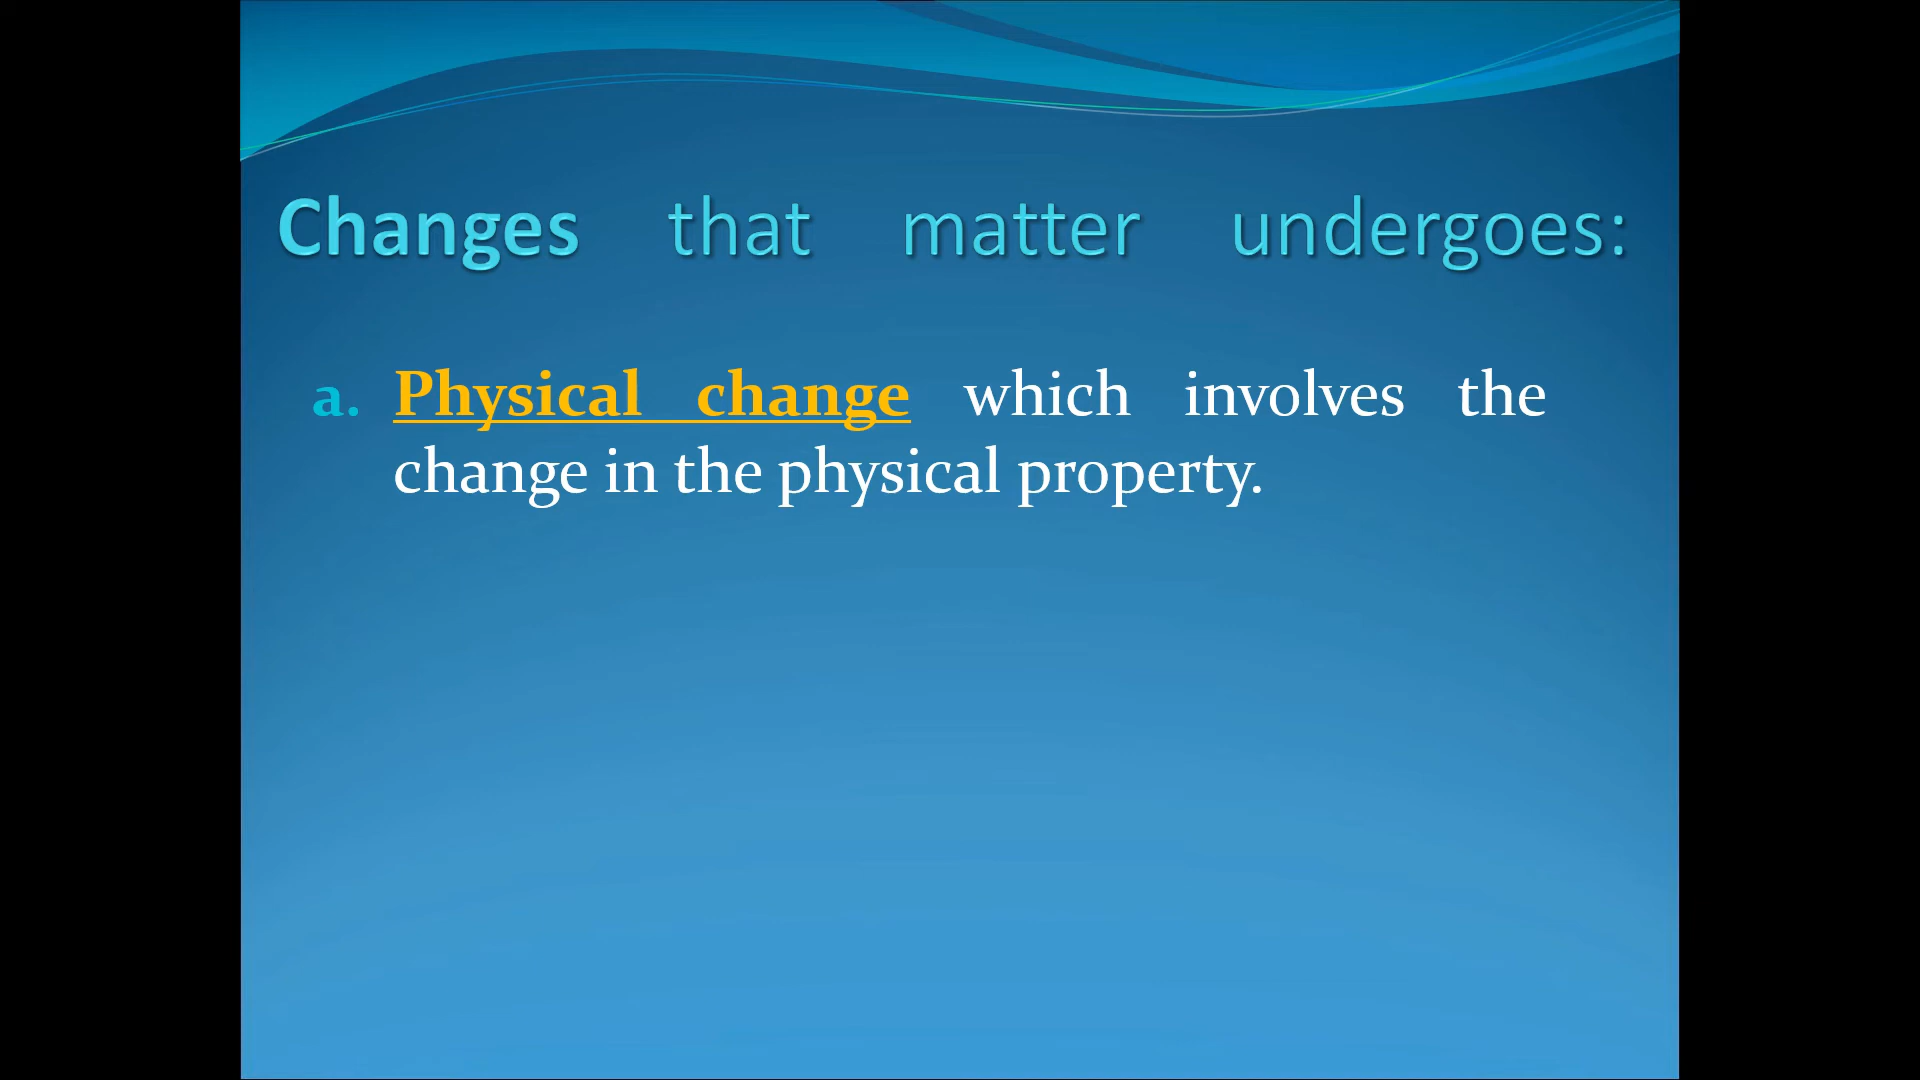 Changes that matter undergoes:
a. Physical change which involves the
change in the physical property.